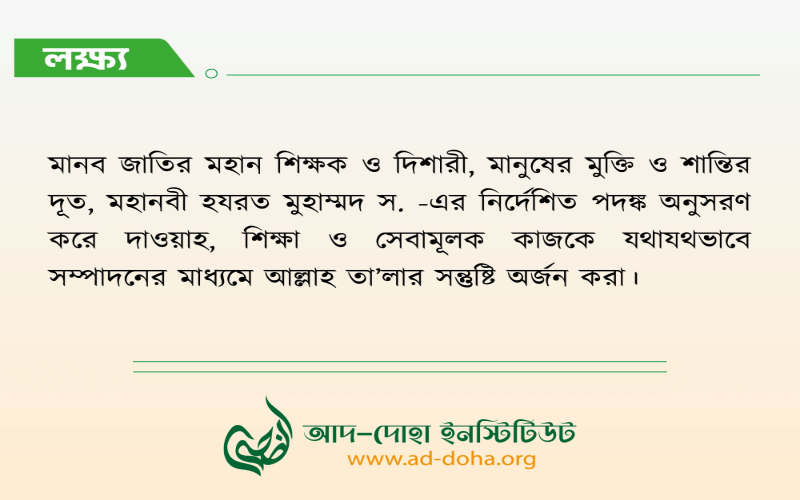 লক্ষ্য
মানব জাতির মহান শিক্ষক ও দিশারী, মানুষের মুক্তি ও শান্তির
দূত, মহানবী হযরত মুহাম্মদ স. -এর নির্দেশিত পদঙ্ক অনুসরণ
করে দাওয়াহ, শিক্ষা ও সেবামূলক কাজকে যথাযথভাবে
সম্পাদনের মাধ্যমে আল্লাহ তা’লার সন্তুষ্টি অর্জন করা।
আদ-দোহা ইনস্টিটিউট
www.ad-doha.org